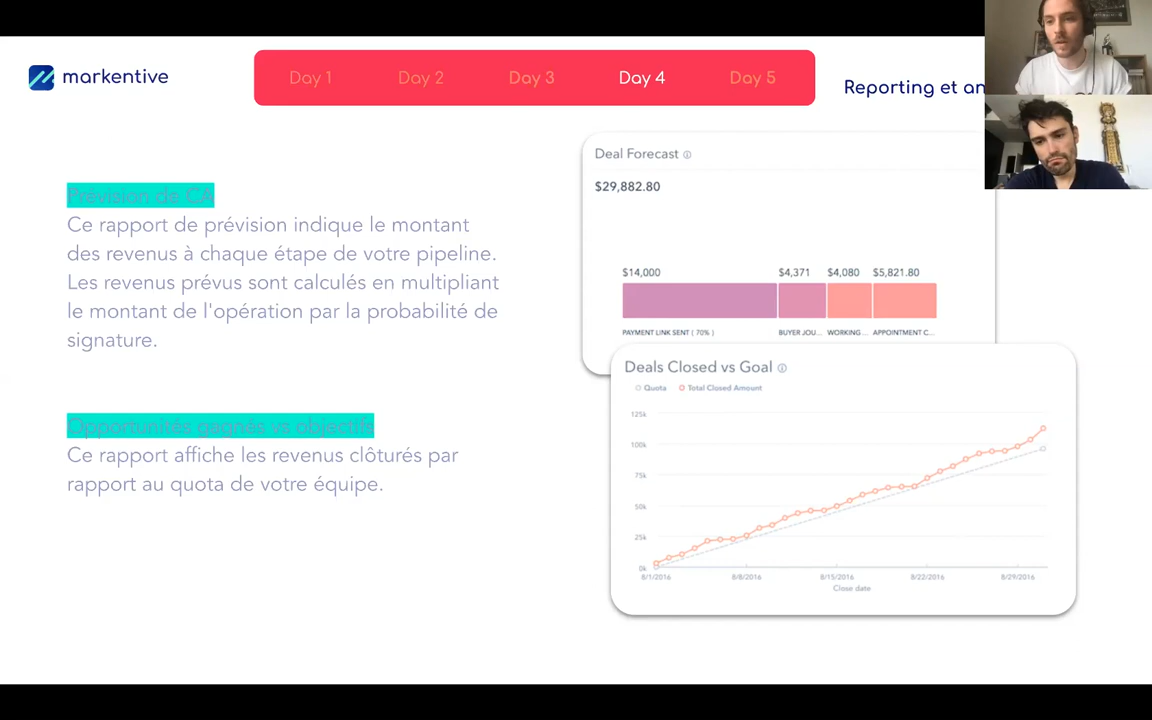 markentive
Day 1
Day 2
Day 3
Day 4
Day 5
Reporting et an
Prévision de CA
Ce rapport de prévision indique le montant
des revenus à chaque étape de votre pipeline.
Les revenus prévus sont calculés en multipliant
le montant de l'opération par la probabilité de
signature.
Opportunités gagnés vs objectifs
Ce rapport affiche les revenus clôturés par
rapport au quota de votre équipe.
Deal Forecast
$29,882.80
$14,000 $4,371 $4,080 $5,821.80
PAYMENT LINK SENT ( 70% ) BUYER JOU... WORKING ... APPOINTMENT C...
Deals Closed vs Goal
Quota Total Closed Amount
125k
100k
75k
50k
25k
0k
8/1/2016 8/8/2016 8/15/2016 8/22/2016 8/29/2016
Close date